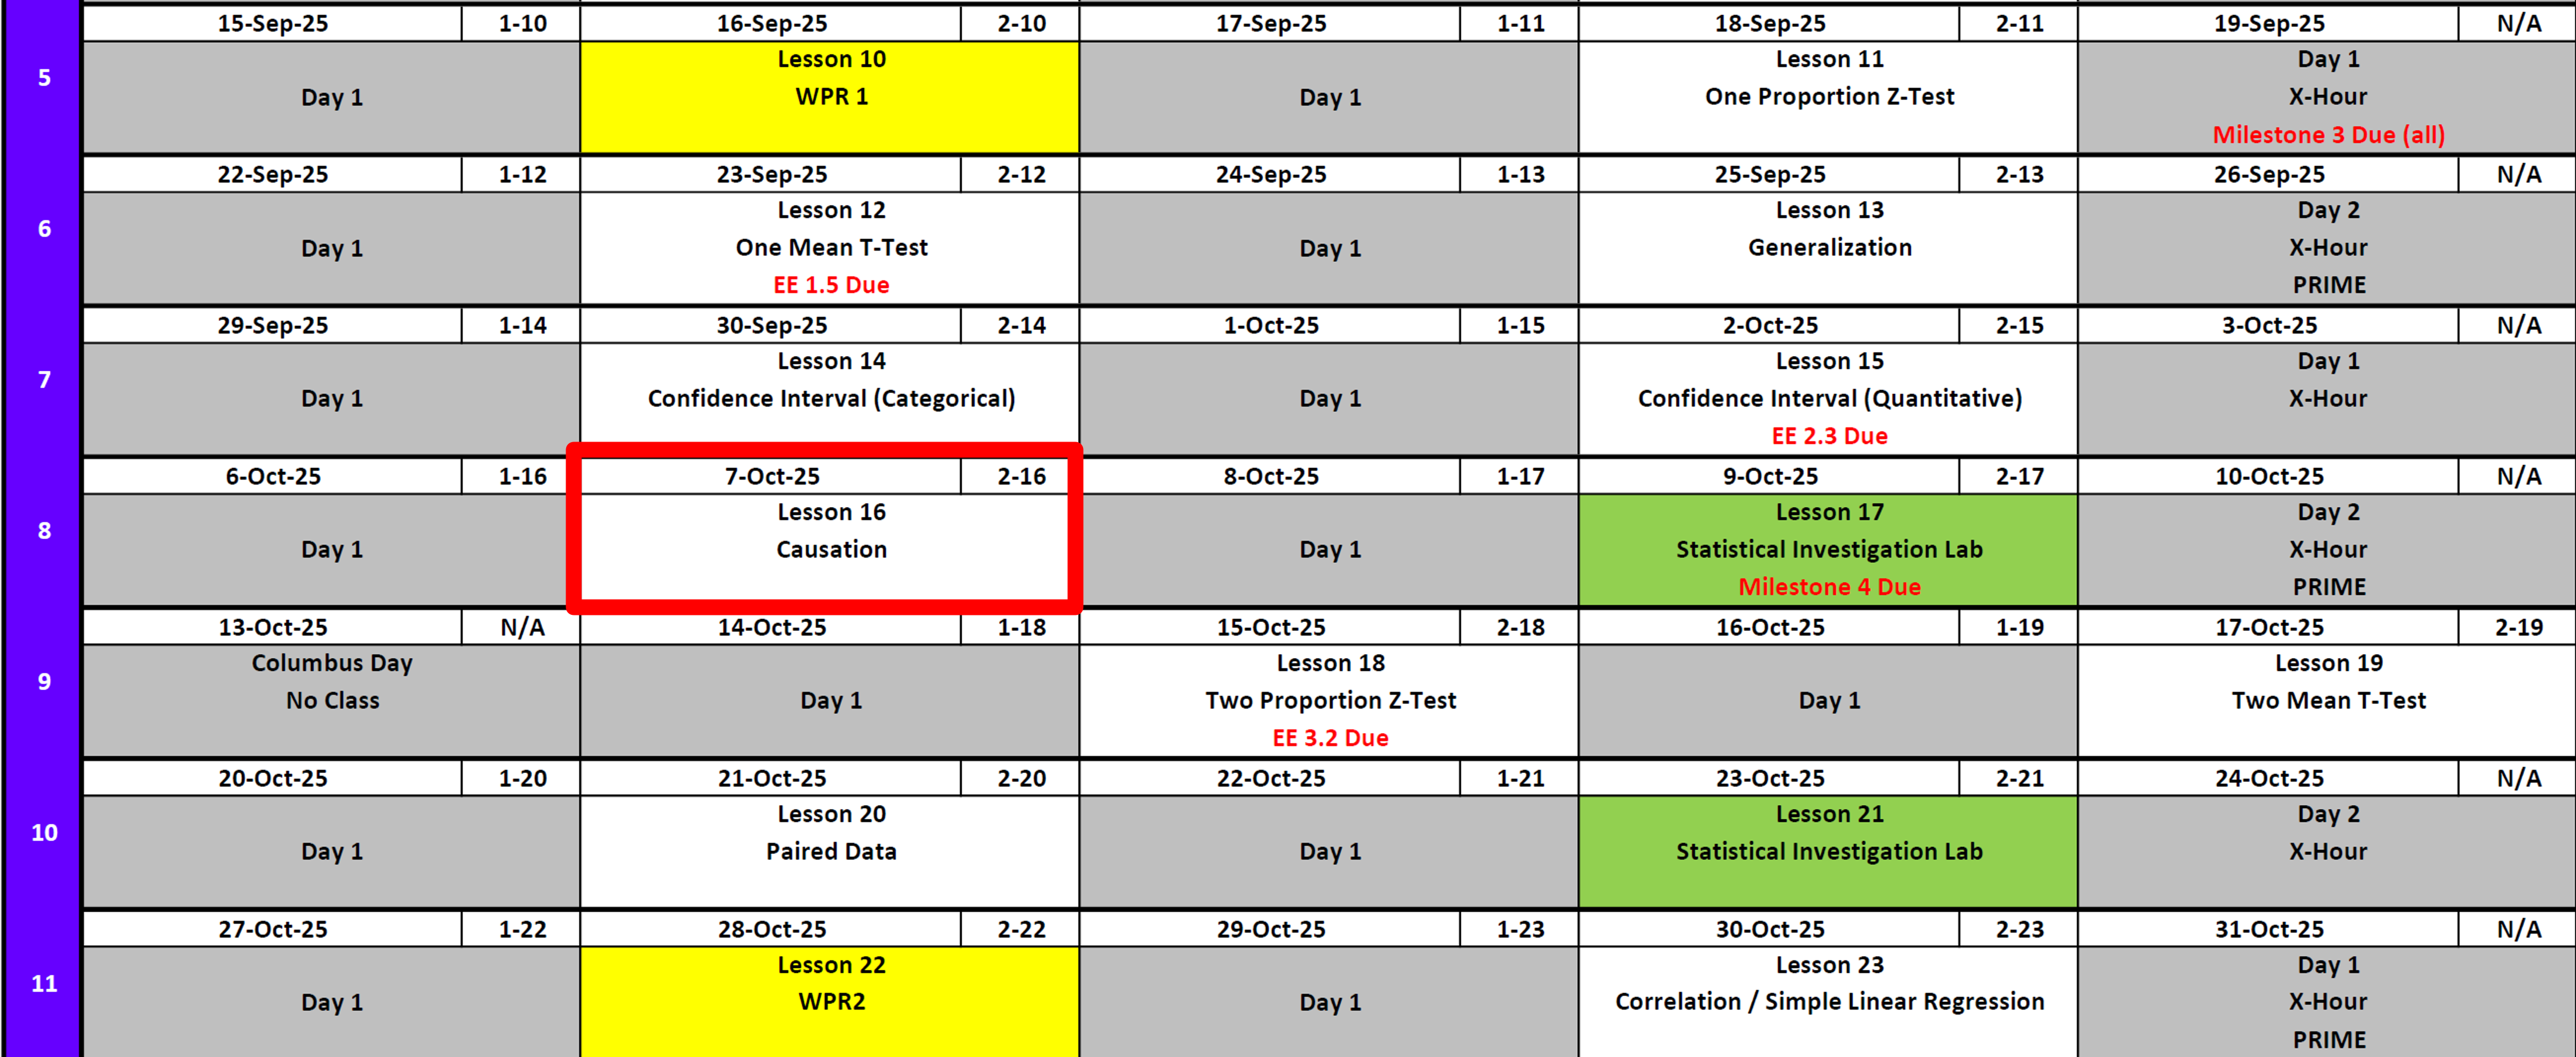 15-Sep-25 1-10 16-Sep-25 2-10 17-Sep-25 1-11 18-Sep-25 2-11 19-Sep-25 N/A
5
Day 1
Lesson 10
WPR 1
Day 1
Lesson 11
One Proportion Z-Test
Day 1
X-Hour
Milestone 3 Due (all)
22-Sep-25 1-12 23-Sep-25 2-12 24-Sep-25 1-13 25-Sep-25 2-13 26-Sep-25 N/A
6
Day 1
Lesson 12
One Mean T-Test
EE 1.5 Due
Day 1
Lesson 13
Generalization
Day 2
X-Hour
PRIME
29-Sep-25 1-14 30-Sep-25 2-14 1-Oct-25 1-15 2-Oct-25 2-15 3-Oct-25 N/A
7
Day 1
Lesson 14
Confidence Interval (Categorical)
Day 1
Lesson 15
Confidence Interval (Quantitative)
EE 2.3 Due
Day 1
X-Hour
6-Oct-25 1-16 7-Oct-25 2-16 8-Oct-25 1-17 9-Oct-25 2-17 10-Oct-25 N/A
8
Day 1
Lesson 16
Causation
Day 1
Lesson 17
Statistical Investigation Lab
Milestone 4 Due
Day 2
X-Hour
PRIME
13-Oct-25 N/A 14-Oct-25 1-18 15-Oct-25 2-18 16-Oct-25 1-19 17-Oct-25 2-19
9
Columbus Day
No Class
Day 1
Lesson 18
Two Proportion Z-Test
EE 3.2 Due
Day 1
Lesson 19
Two Mean T-Test
20-Oct-25 1-20 21-Oct-25 2-20 22-Oct-25 1-21 23-Oct-25 2-21 24-Oct-25 N/A
10
Day 1
Lesson 20
Paired Data
Day 1
Lesson 21
Statistical Investigation Lab
Day 2
X-Hour
27-Oct-25 1-22 28-Oct-25 2-22 29-Oct-25 1-23 30-Oct-25 2-23 31-Oct-25 N/A
11
Day 1
Lesson 22
WPR2
Day 1
Lesson 23
Correlation / Simple Linear Regression
Day 1
X-Hour
PRIME